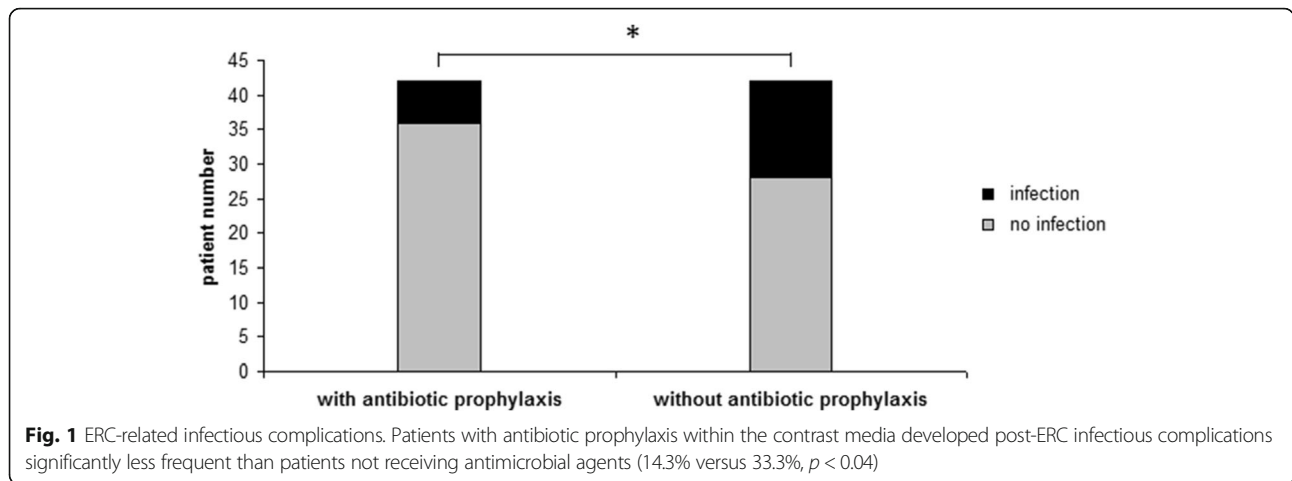 *
45
40
35
30
25
20
15
10
5
0
patient number
infection
no infection
with antibiotic prophylaxis without antibiotic prophylaxis
Fig. 1 ERC-related infectious complications. Patients with antibiotic prophylaxis within the contrast media developed post-ERC infectious complications
significantly less frequent than patients not receiving antimicrobial agents (14.3% versus 33.3%, p < 0.04)